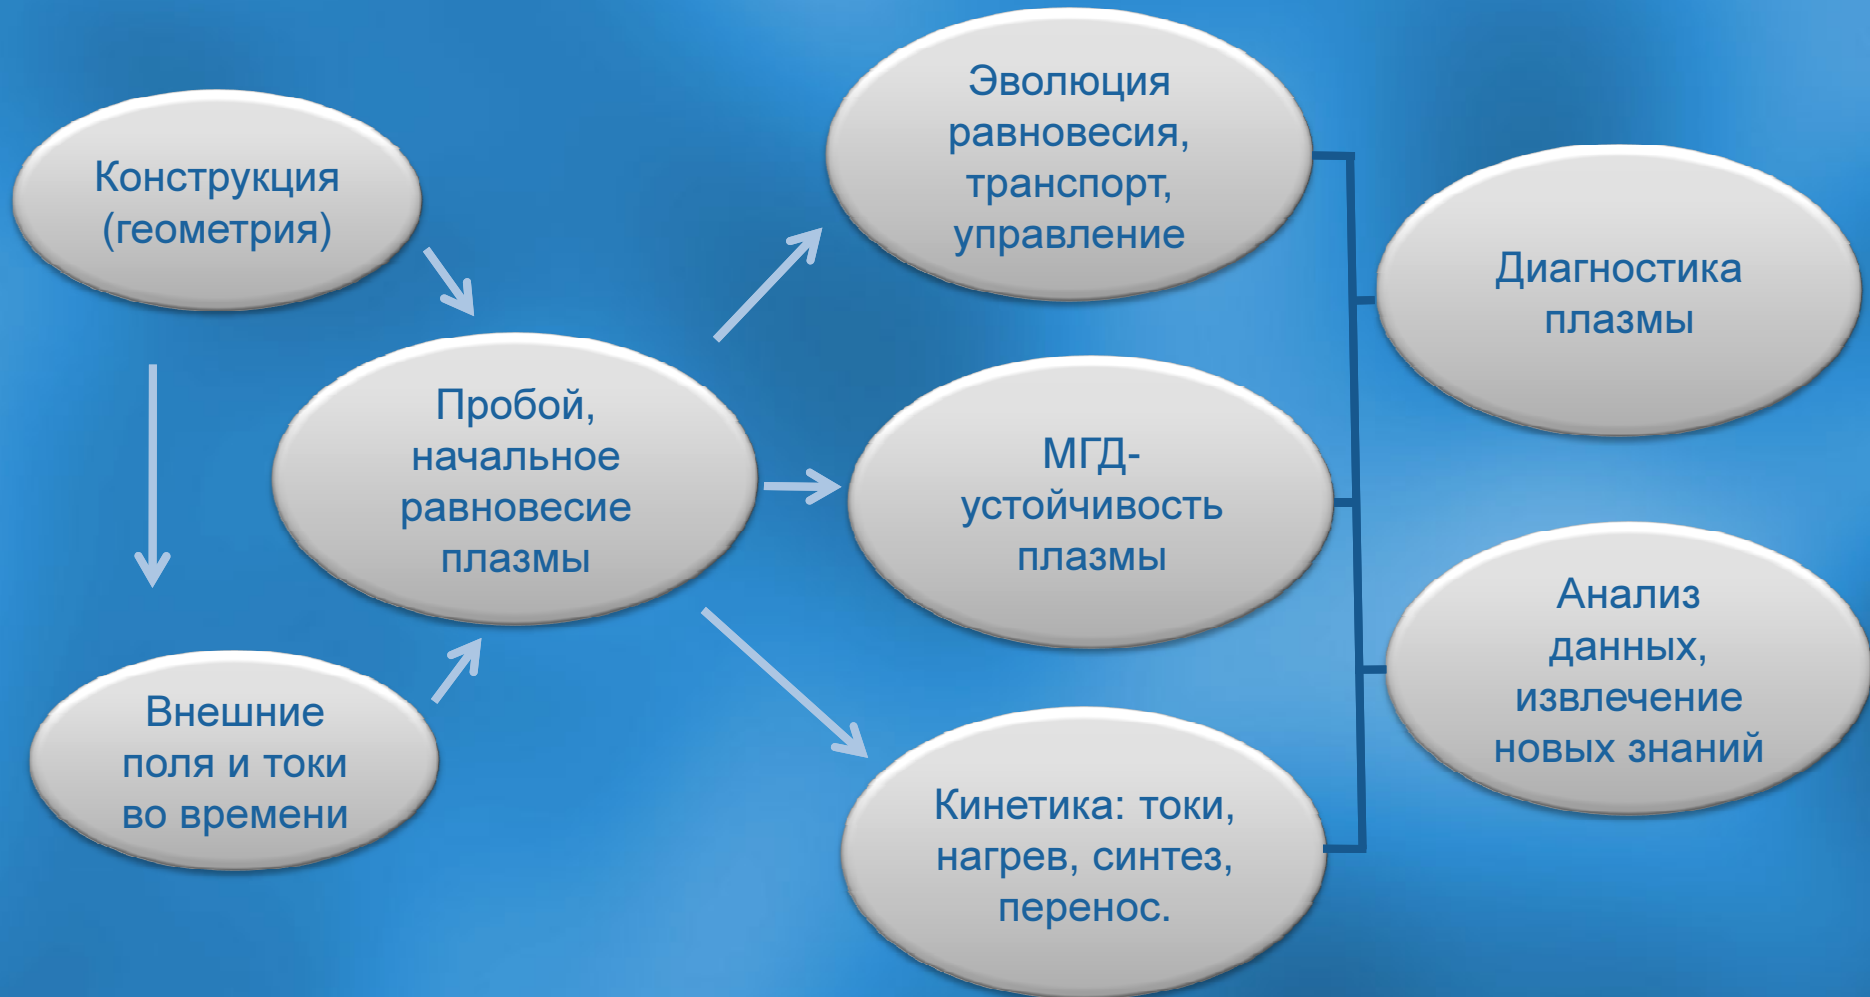 Конструкция
(геометрия)
Внешние
поля и токи
во времени
Пробой,
начальное
равновесие
плазмы
Эволюция
равновесия,
транспорт,
управление
МГД-
устойчивость
плазмы
Кинетика: токи,
нагрев, синтез,
перенос.
Диагностика
плазмы
Анализ
данных,
извлечение
новых знаний